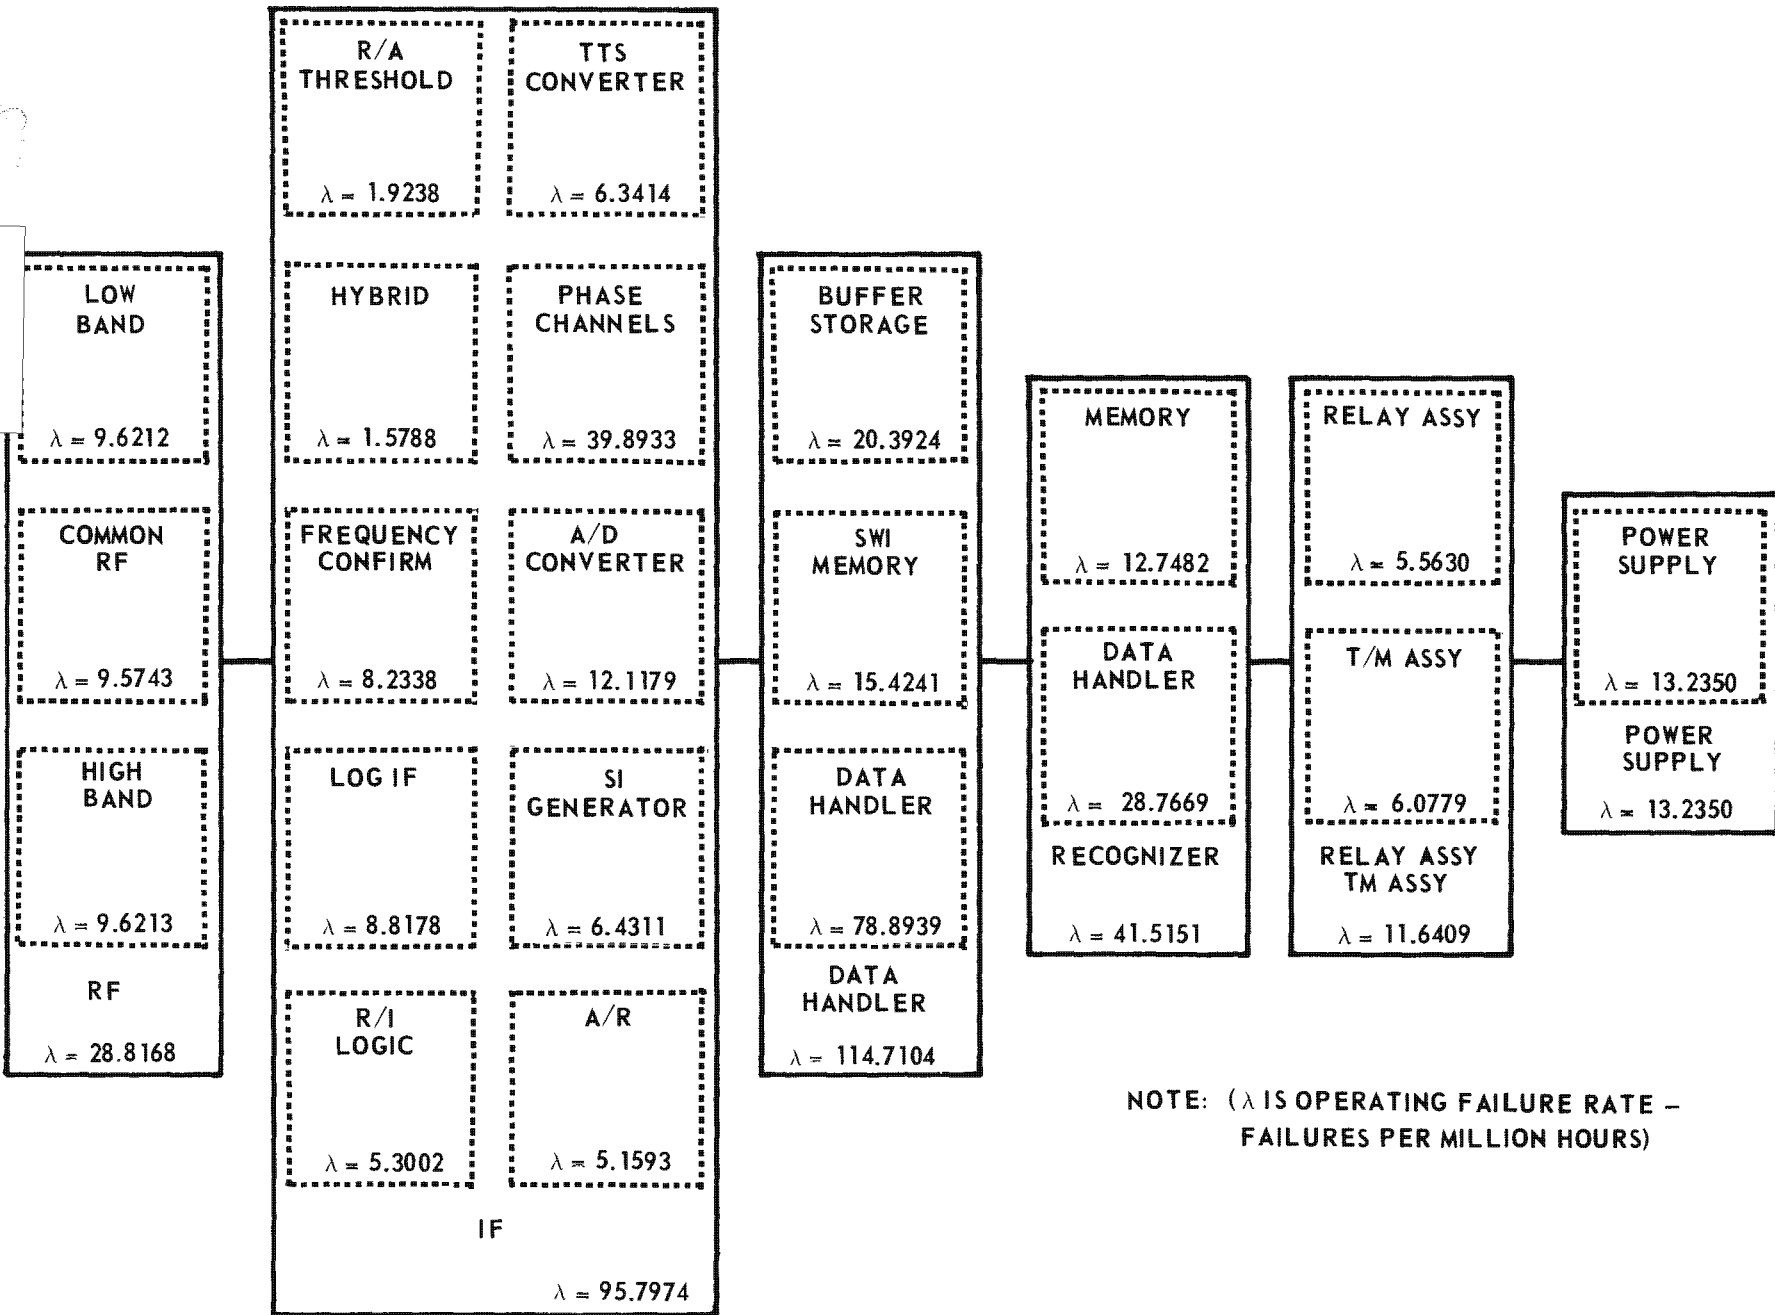 R/A
THRESHOLD
λ = 1.9238
TTS
CONVERTER
λ = 6.3414
LOW
BAND
λ = 9.6212
HYBRID
λ = 1.5788
PHASE
CHANNELS
λ = 39.8933
BUFFER
STORAGE
λ = 20.3924
MEMORY
λ = 12.7482
RELAY ASSY
λ = 5.5630
COMMON
RF
λ = 9.5743
FREQUENCY
CONFIRM
λ = 8.2338
A/D
CONVERTER
λ = 12.1179
SWI
MEMORY
λ = 15.4241
DATA
HANDLER
λ = 28.7669
T/M ASSY
λ = 6.0779
POWER
SUPPLY
λ = 13.2350
POWER
SUPPLY
λ = 13.2350
HIGH
BAND
λ = 9.6213
LOG IF
λ = 8.8178
SI
GENERATOR
λ = 6.4311
DATA
HANDLER
λ = 78.8939
RECOGNIZER
λ = 41.5151
RELAY ASSY
TM ASSY
λ = 11.6409
RF
λ = 28.8168
R/I
LOGIC
λ = 5.3002
A/R
λ = 5.1593
DATA
HANDLER
λ = 114.7104
IF
λ = 95.7974
NOTE: (λ IS OPERATING FAILURE RATE –
FAILURES PER MILLION HOURS)